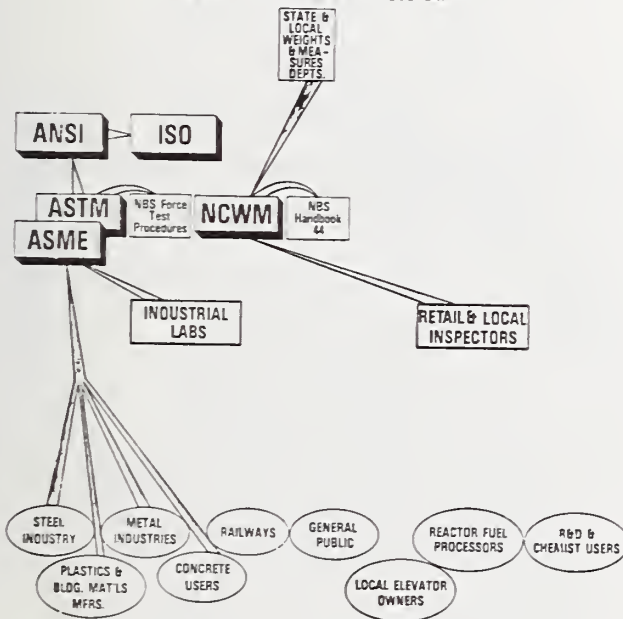 STATE &
LOCAL
WEIGHTS
& MEA-
SURES
DEPTS.
ANSI
ISO
ASTM
NBS Force
Test
Procedures
NCWM
NBS
Handbook
44
ASME
INDUSTRIAL
LABS
RETAIL & LOCAL
INSPECTORS
STEEL
INDUSTRY
METAL
INDUSTRIES
RAILWAYS
GENERAL
PUBLIC
REACTOR FUEL
PROCESSORS
R&D &
CHEMIST USERS
PLASTICS &
BLDG. MAT'LS
MFRS.
CONCRETE
USERS
LOCAL ELEVATOR
OWNERS